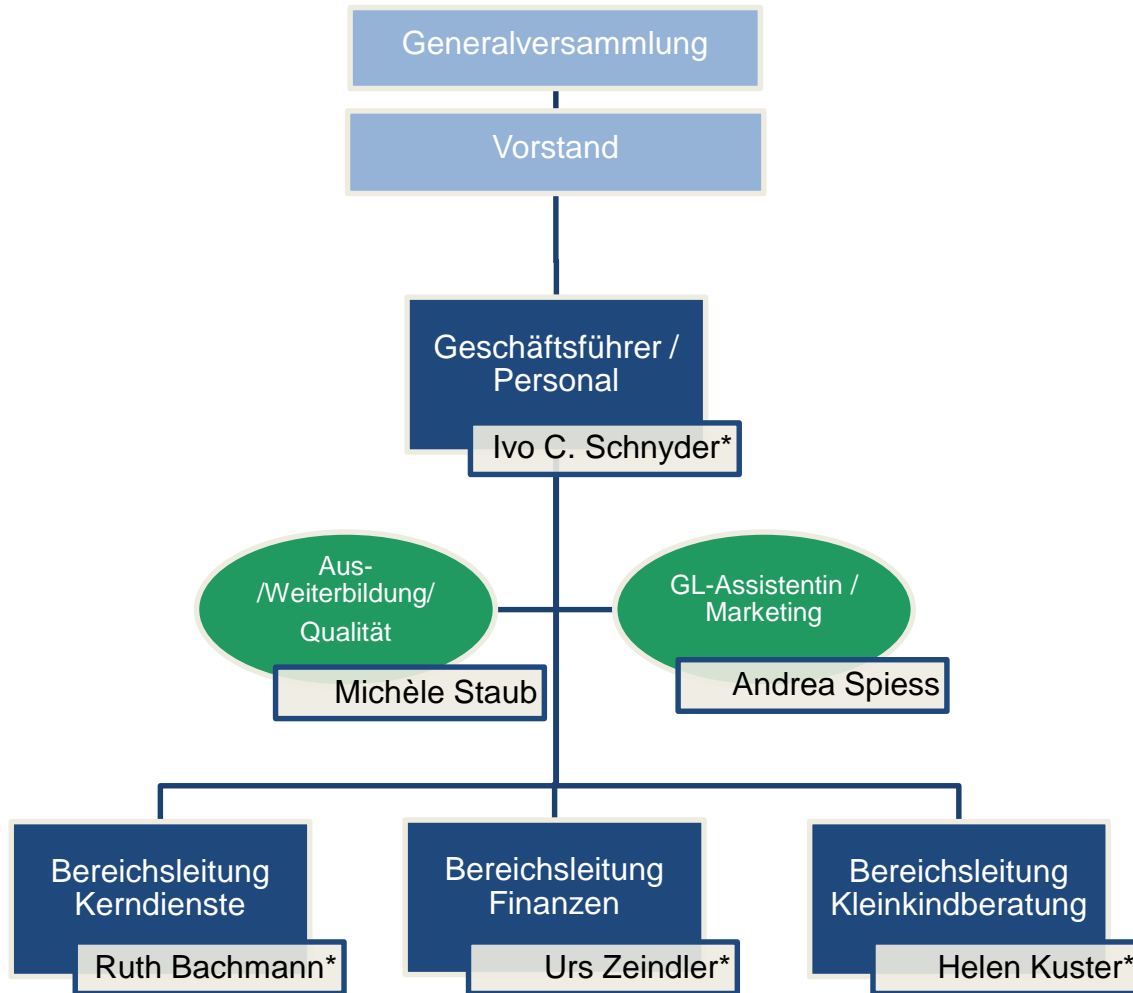 Generalversammlung
Vorstand
Geschäftsführer /
Personal
Ivo C. Schnyder*
Aus-
/Weiterbildung/
Qualität
Michèle Staub
GL-Assistentin /
Marketing
Andrea Spiess
Bereichsleitung
Kerndienste
Ruth Bachmann*
Bereichsleitung
Finanzen
Urs Zeindler*
Bereichsleitung
Kleinkindberatung
Helen Kuster*